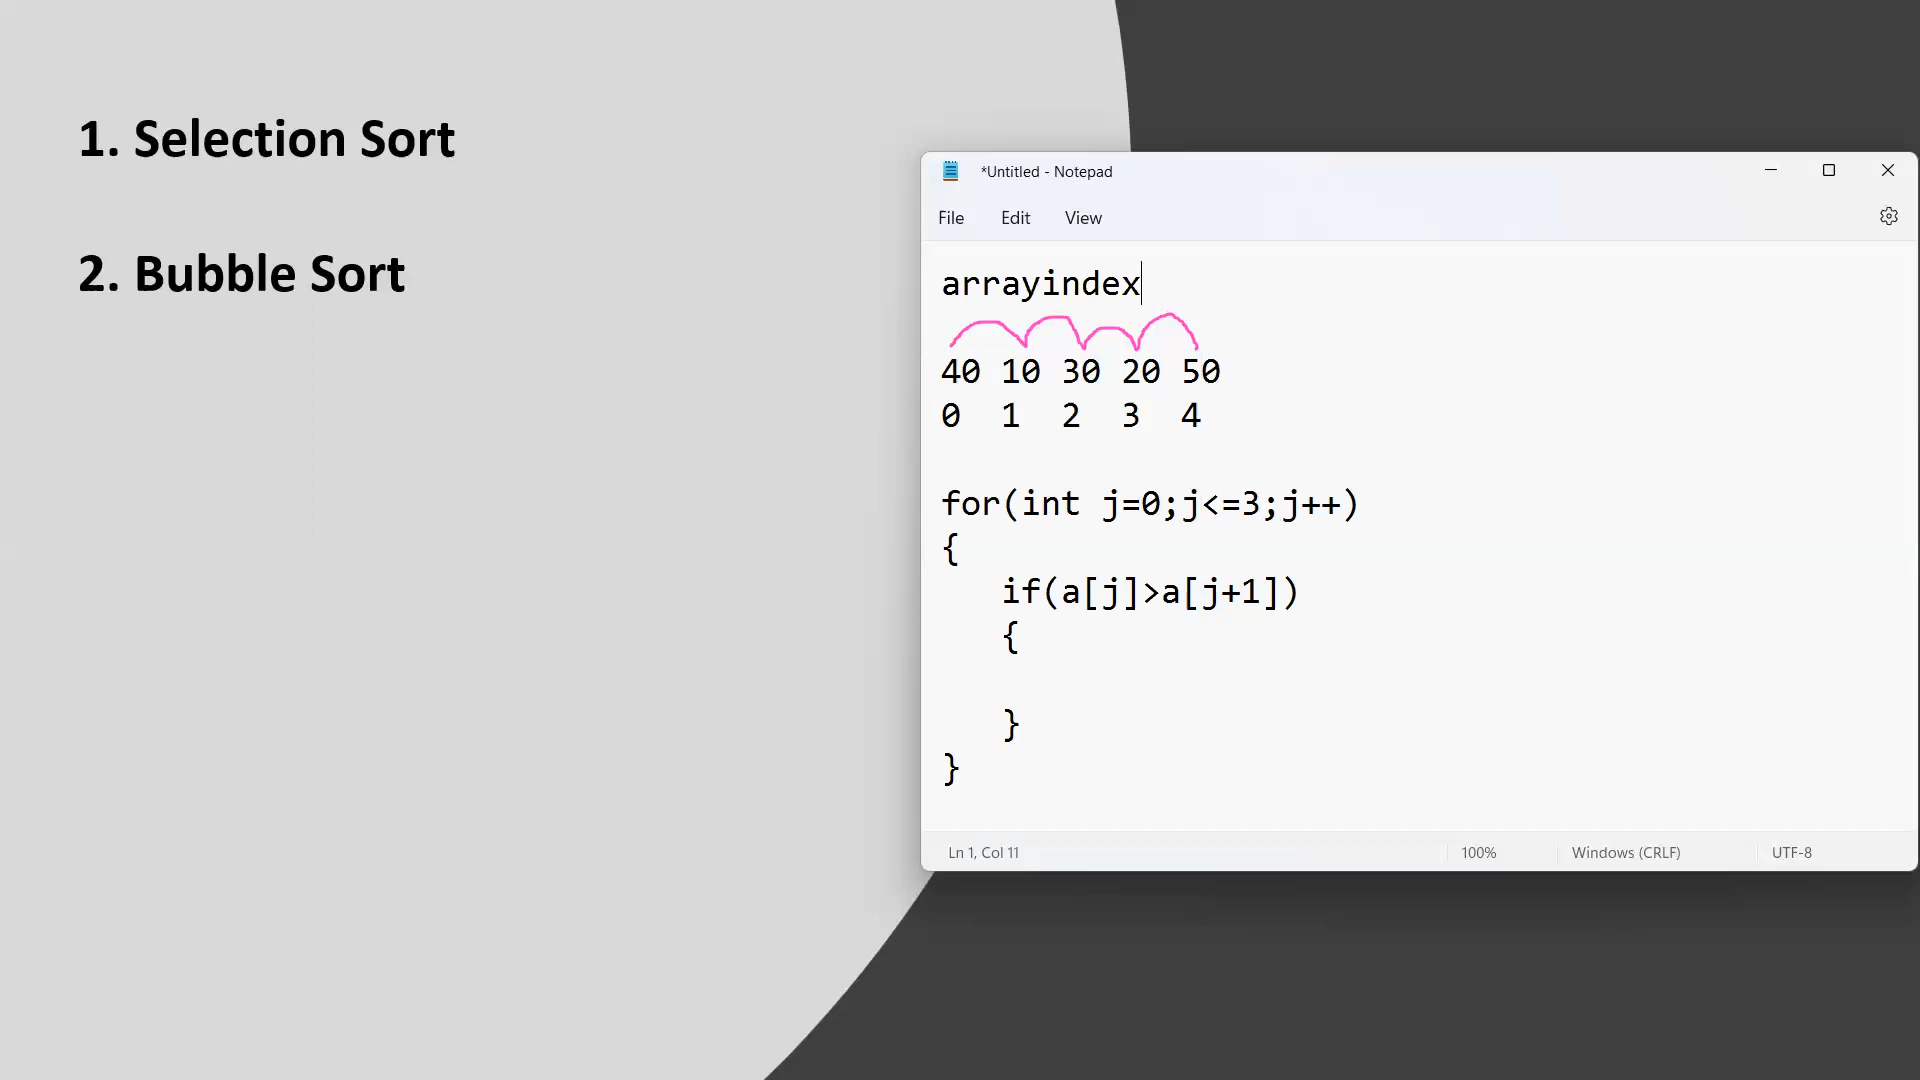 1. Selection Sort
2. Bubble Sort
*Untitled - Notepad
File Edit View
arrayindex
40 10 30 20 50
0 1 2 3 4
for(int j=0;j<=3;j++)
{
if(a[j]>a[j+1])
{
}
}
Ln 1, Col 11 100% Windows (CRLF) UTF-8